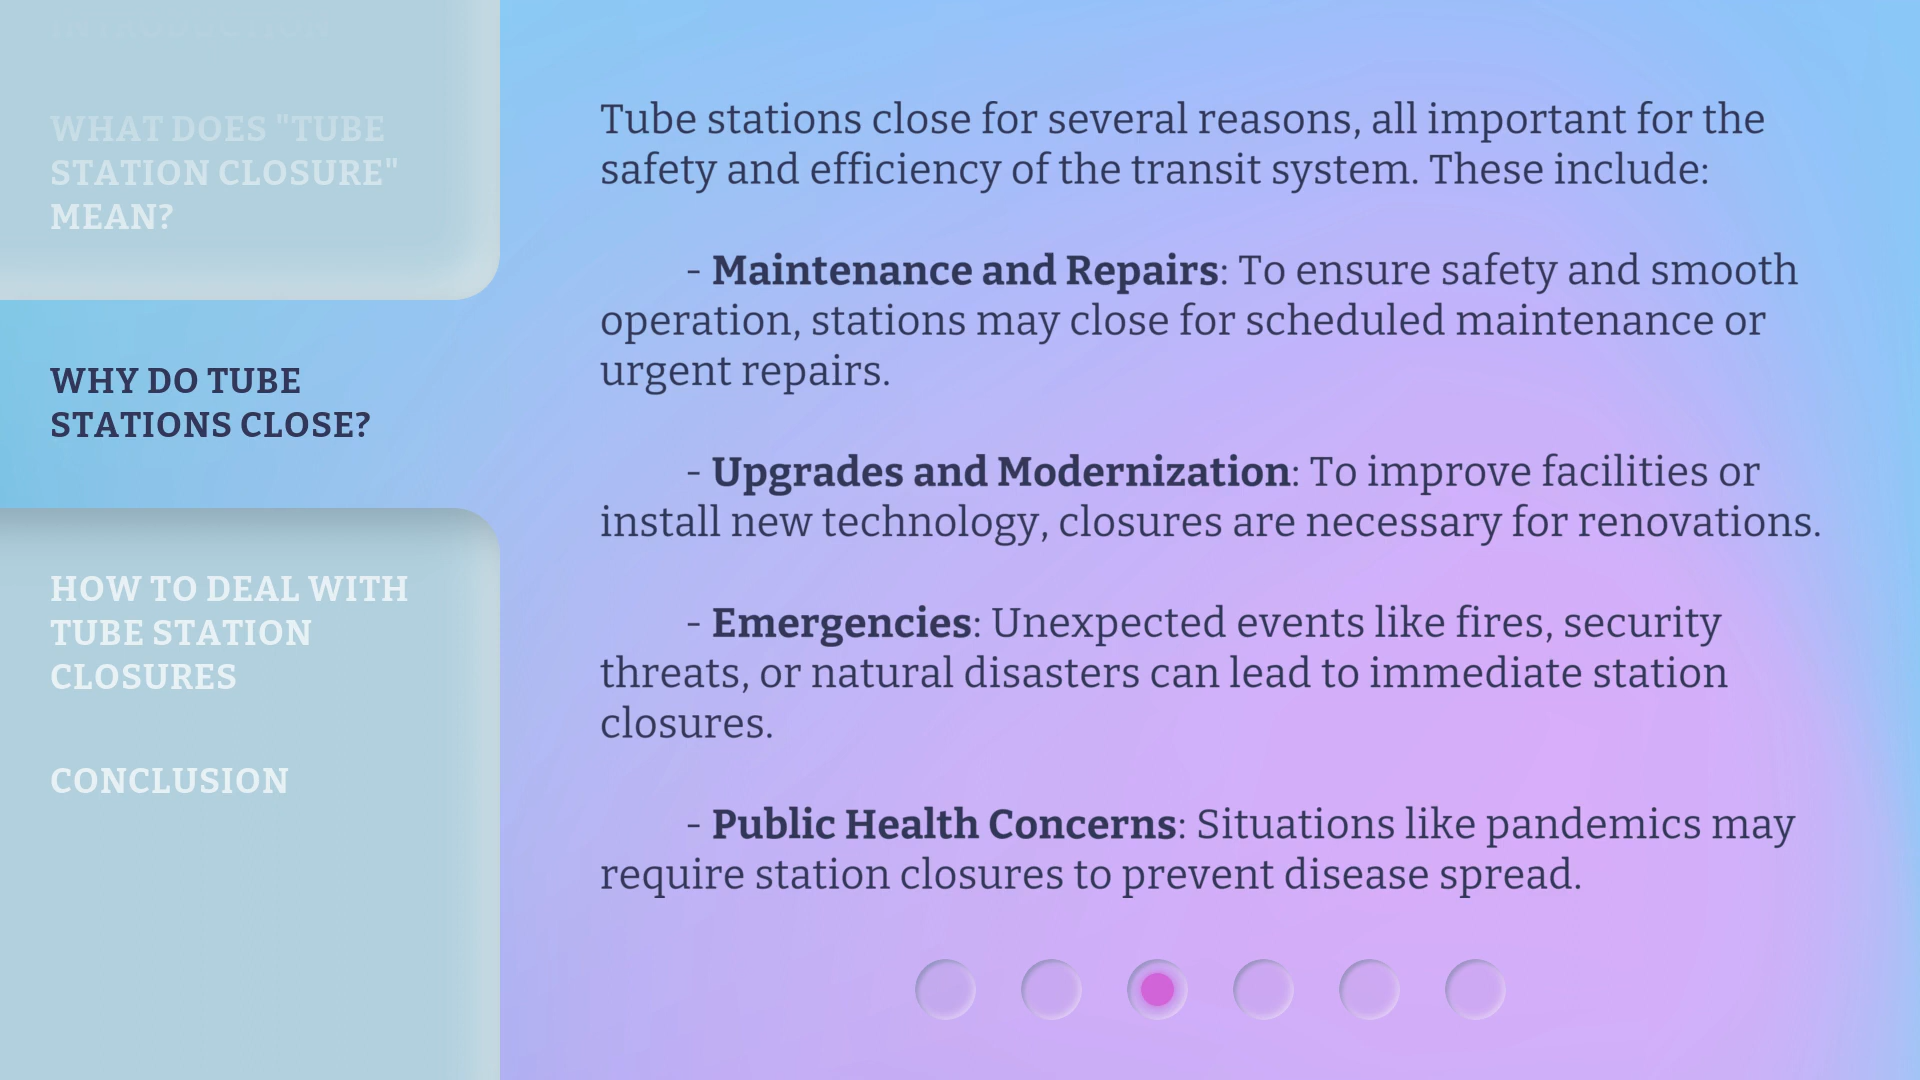 INTRODUCTION
WHAT DOES "TUBE
STATION CLOSURE"
MEAN?
WHY DO TUBE
STATIONS CLOSE?
HOW TO DEAL WITH
TUBE STATION
CLOSURES
CONCLUSION
Tube stations close for several reasons, all important for the
safety and efficiency of the transit system. These include:
- Maintenance and Repairs: To ensure safety and smooth
operation, stations may close for scheduled maintenance or
urgent repairs.
- Upgrades and Modernization: To improve facilities or
install new technology, closures are necessary for renovations.
- Emergencies: Unexpected events like fires, security
threats, or natural disasters can lead to immediate station
closures.
- Public Health Concerns: Situations like pandemics may
require station closures to prevent disease spread.